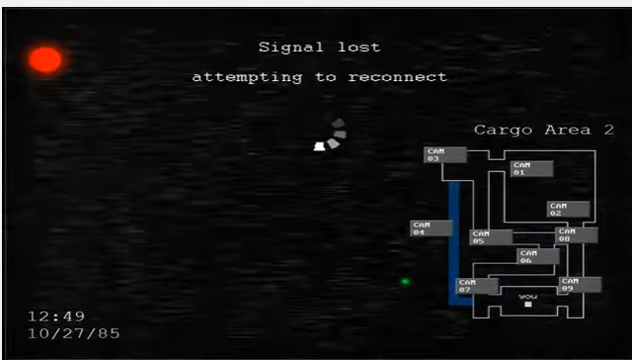 Signal lost
attempting to reconnect
Cargo Area 2
CAM
03
CAM
01
CAM
02
CAM
04
CAM
05
CAM
08
CAM
06
CAM
07
CAM
09
you
12:49
10/27/85